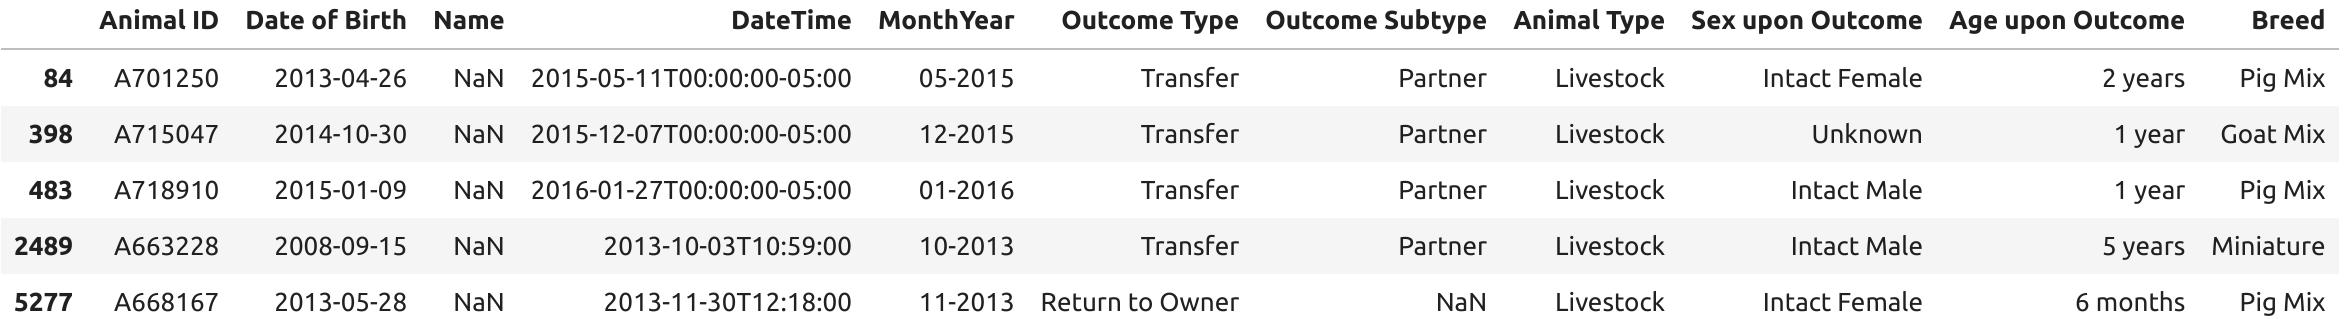 Animal ID Date of Birth Name DateTime MonthYear Outcome Type Outcome Subtype Animal Type Sex upon Outcome Age upon Outcome Breed
84 A701250 2013-04-26 NaN 2015-05-11T00:00:00-05:00 05-2015 Transfer Partner Livestock Intact Female 2 years Pig Mix
398 A715047 2014-10-30 NaN 2015-12-07T00:00:00-05:00 12-2015 Transfer Partner Livestock Unknown 1 year Goat Mix
483 A718910 2015-01-09 NaN 2016-01-27T00:00:00-05:00 01-2016 Transfer Partner Livestock Intact Male 1 year Pig Mix
2489 A663228 2008-09-15 NaN 2013-10-03T10:59:00 10-2013 Transfer Partner Livestock Intact Male 5 years Miniature
5277 A668167 2013-05-28 NaN 2013-11-30T12:18:00 11-2013 Return to Owner NaN Livestock Intact Female 6 months Pig Mix